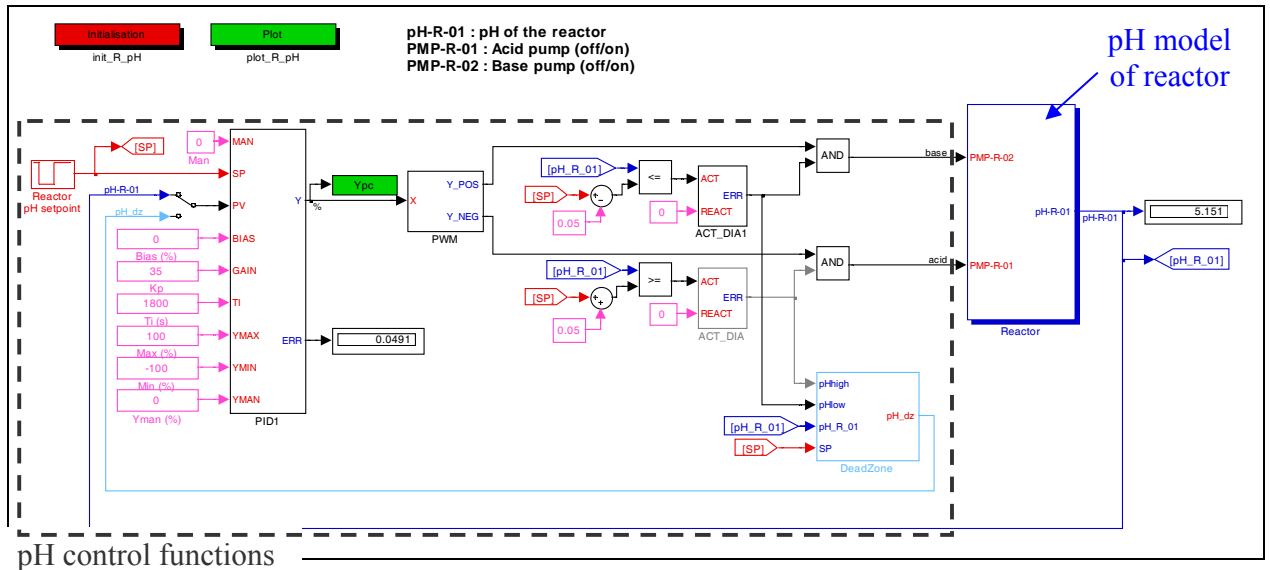 Initialisation
init_R_pH
Plot
plot_R_pH
pH-R-01 : pH of the reactor
PMP-R-01 : Acid pump (off/on)
PMP-R-02 : Base pump (off/on)
pH model
of reactor
Reactor
pH setpoint
[SP]
pH-R-01
pH_dz
0
Man
0
Bias (%)
35
Kp
1800
Ti (s)
100
Max (%)
-100
Min (%)
0
Yman (%)
MAN
SP
PV
BIAS
GAIN
TI
YMAX
YMIN
YMAN
Y
ERR
PID1
%
Ypc
0.0491
X
Y_POS
Y_NEG
PWM
[pH_R_01]
[SP]
+
-
0.05
<=
0
ACT
REACT
ERR
ACT_DIA1
AND
base
[pH_R_01]
[SP]
+
+
0.05
>=
0
ACT
REACT
ERR
ACT_DIA
AND
acid
PMP-R-02
PMP-R-01
pH-R-01
Reactor
pH-R-01
5.151
[pH_R_01]
[pH_R_01]
[SP]
pHhigh
pHlow
pH_R_01
SP
pH_dz
DeadZone
pH control functions